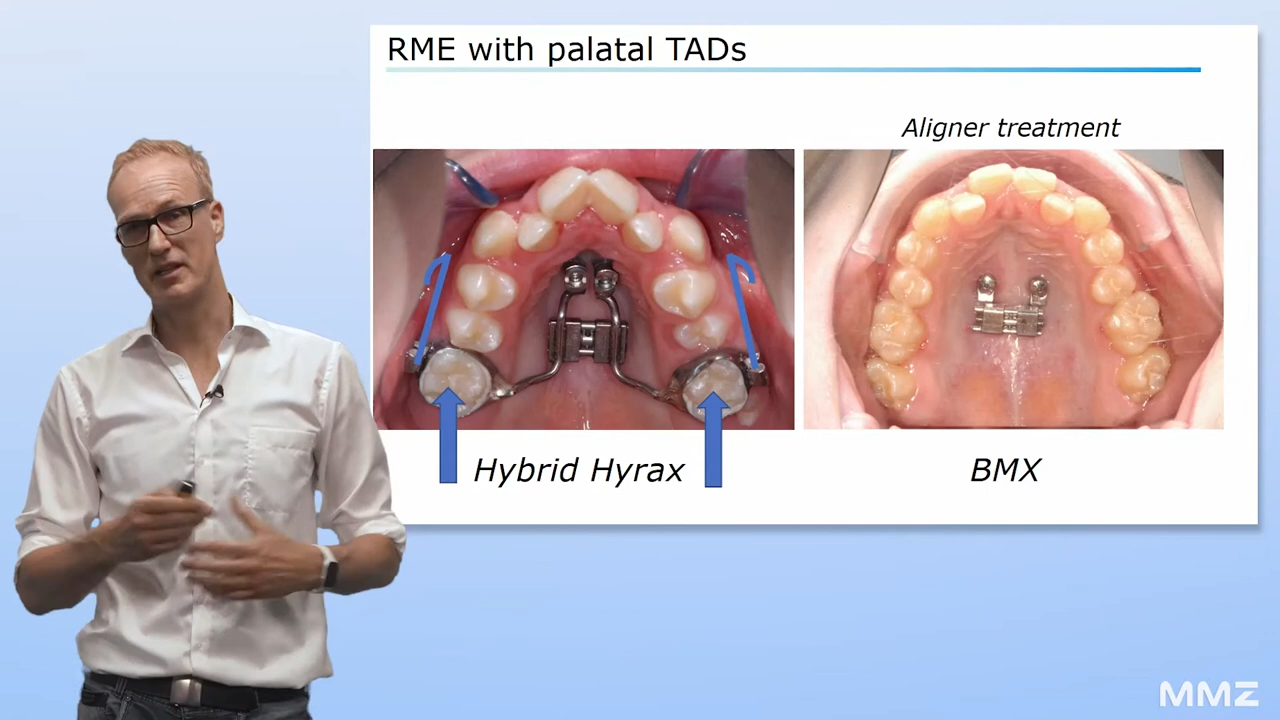 RME with palatal TADs
Aligner treatment
Hybrid Hyrax
BMX
MMZ